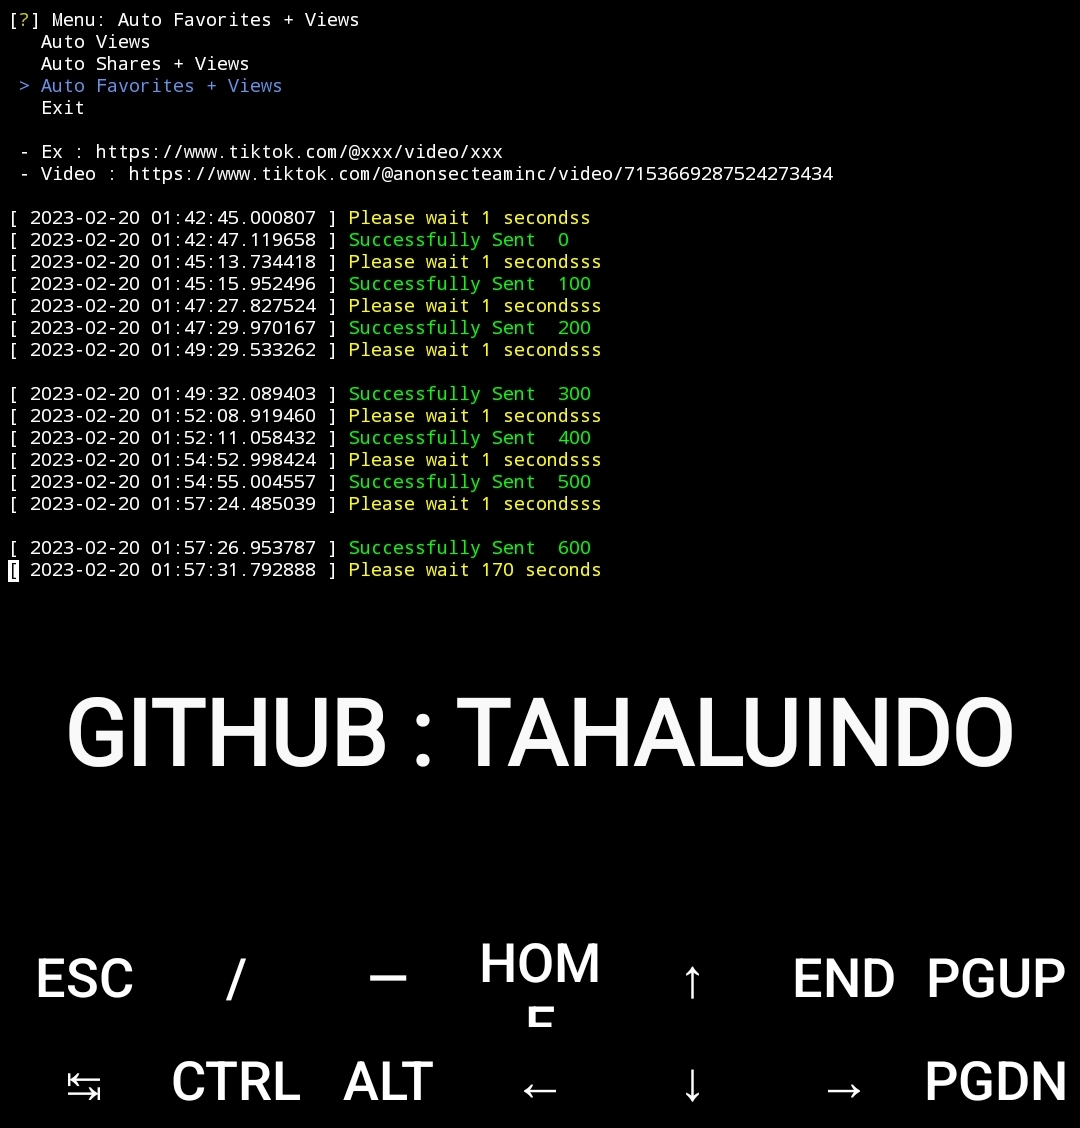 [?] Menu: Auto Favorites + Views
Auto Views
Auto Shares + Views
> Auto Favorites + Views
Exit
- Ex : https://www.tiktok.com/@xxx/video/xxx
- Video : https://www.tiktok.com/@anonsecteaminc/video/7153669287524273434
[ 2023-02-20 01:42:45.000807 ] Please wait 1 secondss
[ 2023-02-20 01:42:47.119658 ] Successfully Sent  0
[ 2023-02-20 01:45:13.734418 ] Please wait 1 secondsss
[ 2023-02-20 01:45:15.952496 ] Successfully Sent  100
[ 2023-02-20 01:47:27.827524 ] Please wait 1 secondsss
[ 2023-02-20 01:47:29.970167 ] Successfully Sent  200
[ 2023-02-20 01:49:29.533262 ] Please wait 1 secondsss
[ 2023-02-20 01:49:32.089403 ] Successfully Sent  300
[ 2023-02-20 01:52:08.919460 ] Please wait 1 secondsss
[ 2023-02-20 01:52:11.058432 ] Successfully Sent  400
[ 2023-02-20 01:54:52.998424 ] Please wait 1 secondsss
[ 2023-02-20 01:54:55.004557 ] Successfully Sent  500
[ 2023-02-20 01:57:24.485039 ] Please wait 1 secondsss
[ 2023-02-20 01:57:26.953787 ] Successfully Sent  600
[ 2023-02-20 01:57:31.792888 ] Please wait 170 seconds
GITHUB : TAHALUINDO
ESC / — HOM
E ↑ END PGUP
↹ CTRL ALT ← ↓ → PGDN